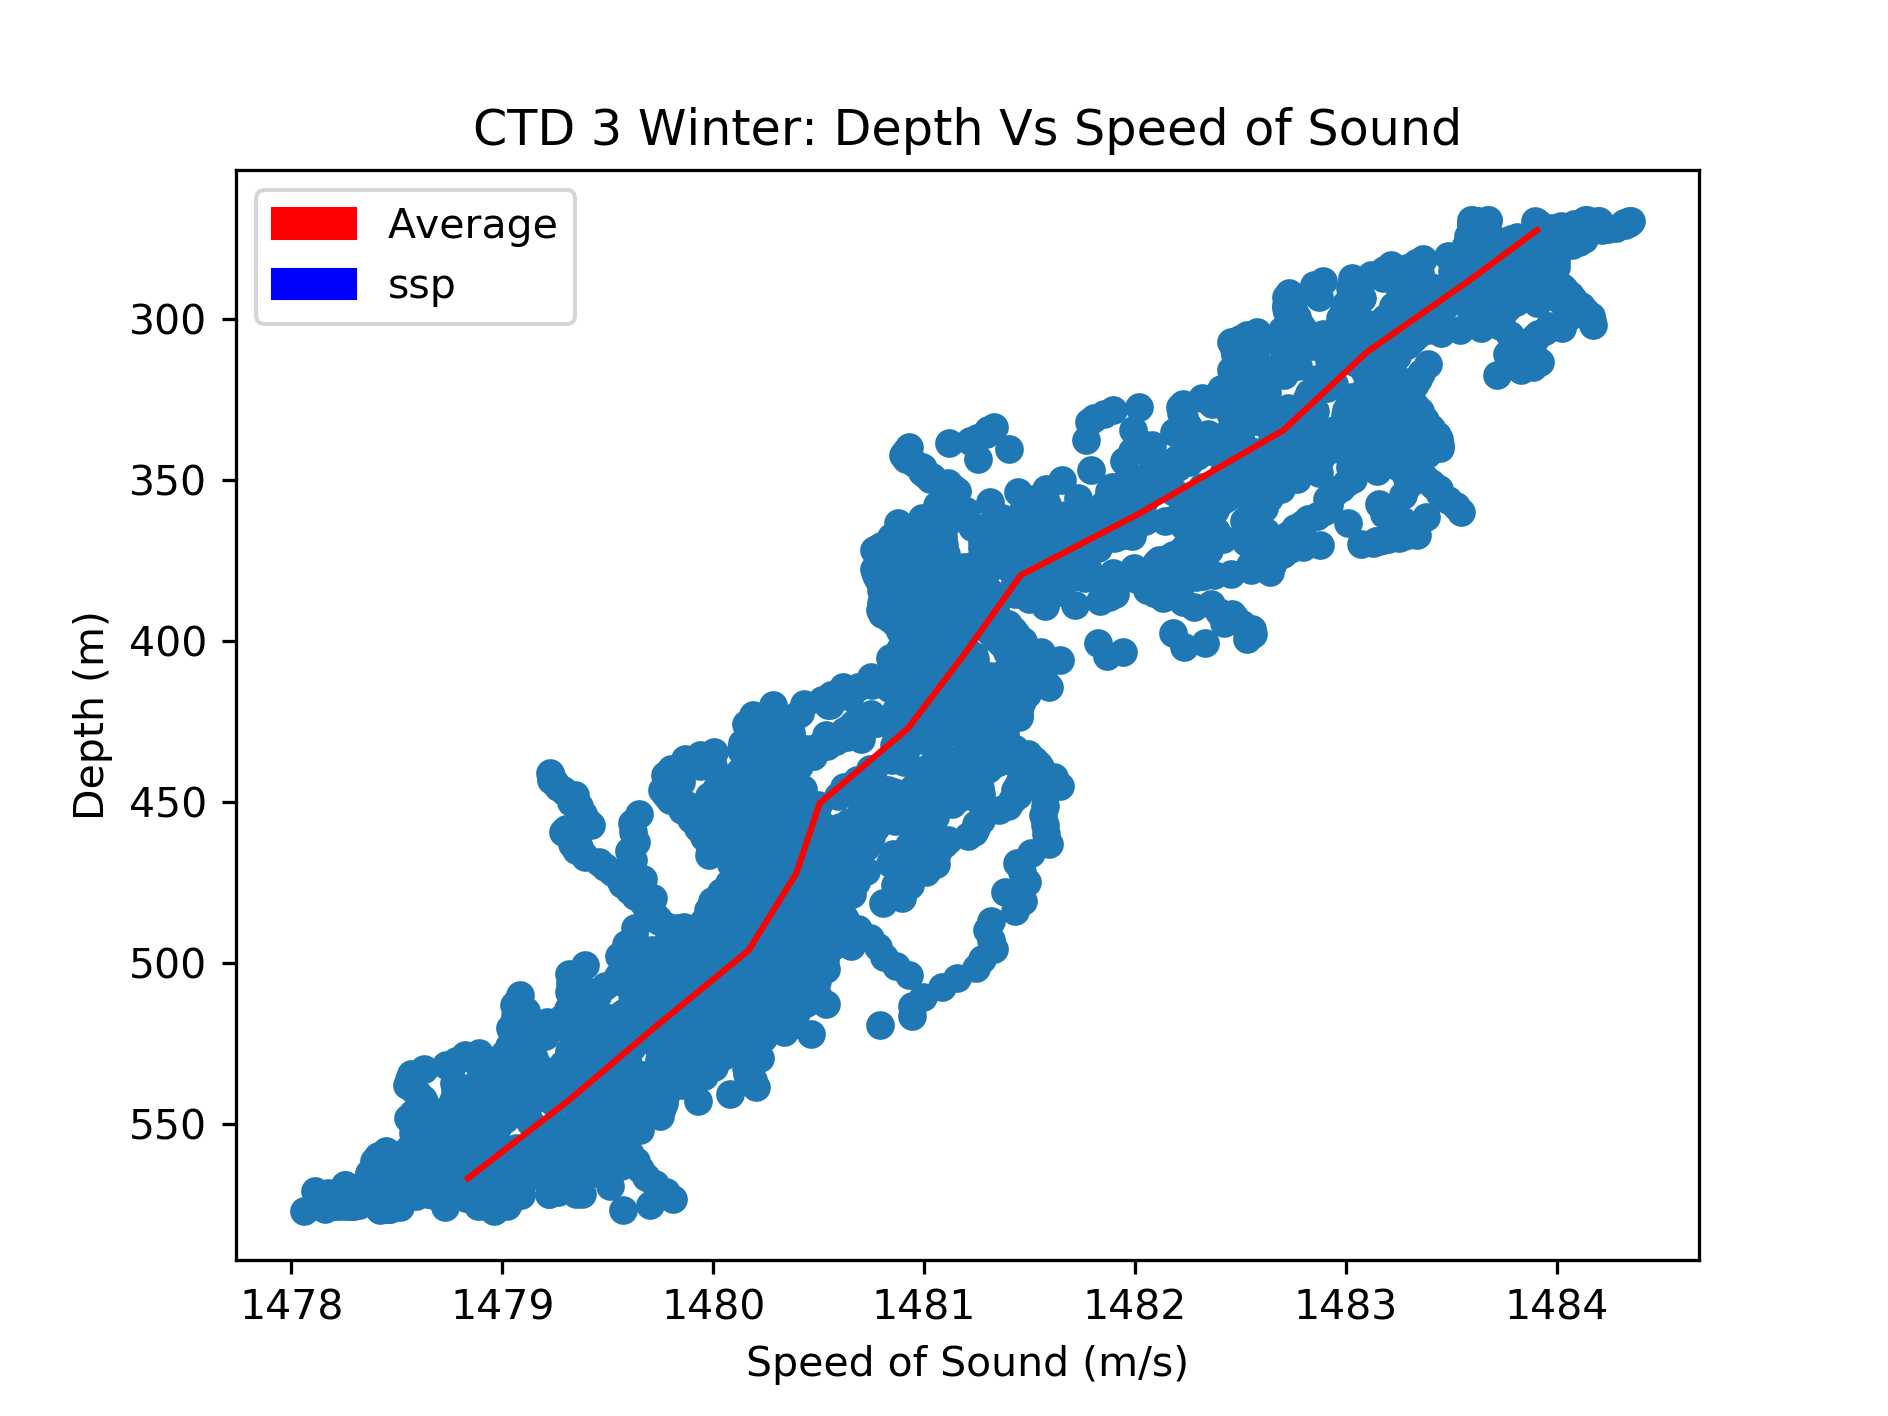 CTD 3 Winter: Depth Vs Speed of Sound
Average
ssp
300
350
400
450
500
550
Depth (m)
1478 1479 1480 1481 1482 1483 1484
Speed of Sound (m/s)